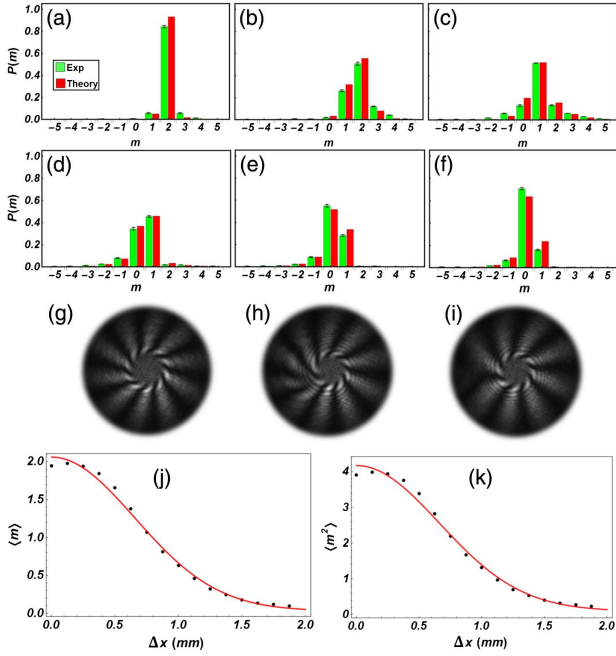 (a) (b) (c)
P(m)
1.0
0.8
0.6
0.4
0.2
0.0
Exp
Theory
-5 -4 -3 -2 -1 0 1 2 3 4 5
-5 -4 -3 -2 -1 0 1 2 3 4 5
-5 -4 -3 -2 -1 0 1 2 3 4 5
m m m
(d) (e) (f)
P(m)
1.0
0.8
0.6
0.4
0.2
0.0
-5 -4 -3 -2 -1 0 1 2 3 4 5
-5 -4 -3 -2 -1 0 1 2 3 4 5
-5 -4 -3 -2 -1 0 1 2 3 4 5
m m m
(g) (h) (i)
(j)
⟨m⟩
2.0
1.5
1.0
0.5
0.0
0.0 0.5 1.0 1.5 2.0
Δx (mm)
(k)
⟨m²⟩
4
3
2
1
0
0.0 0.5 1.0 1.5 2.0
Δx (mm)